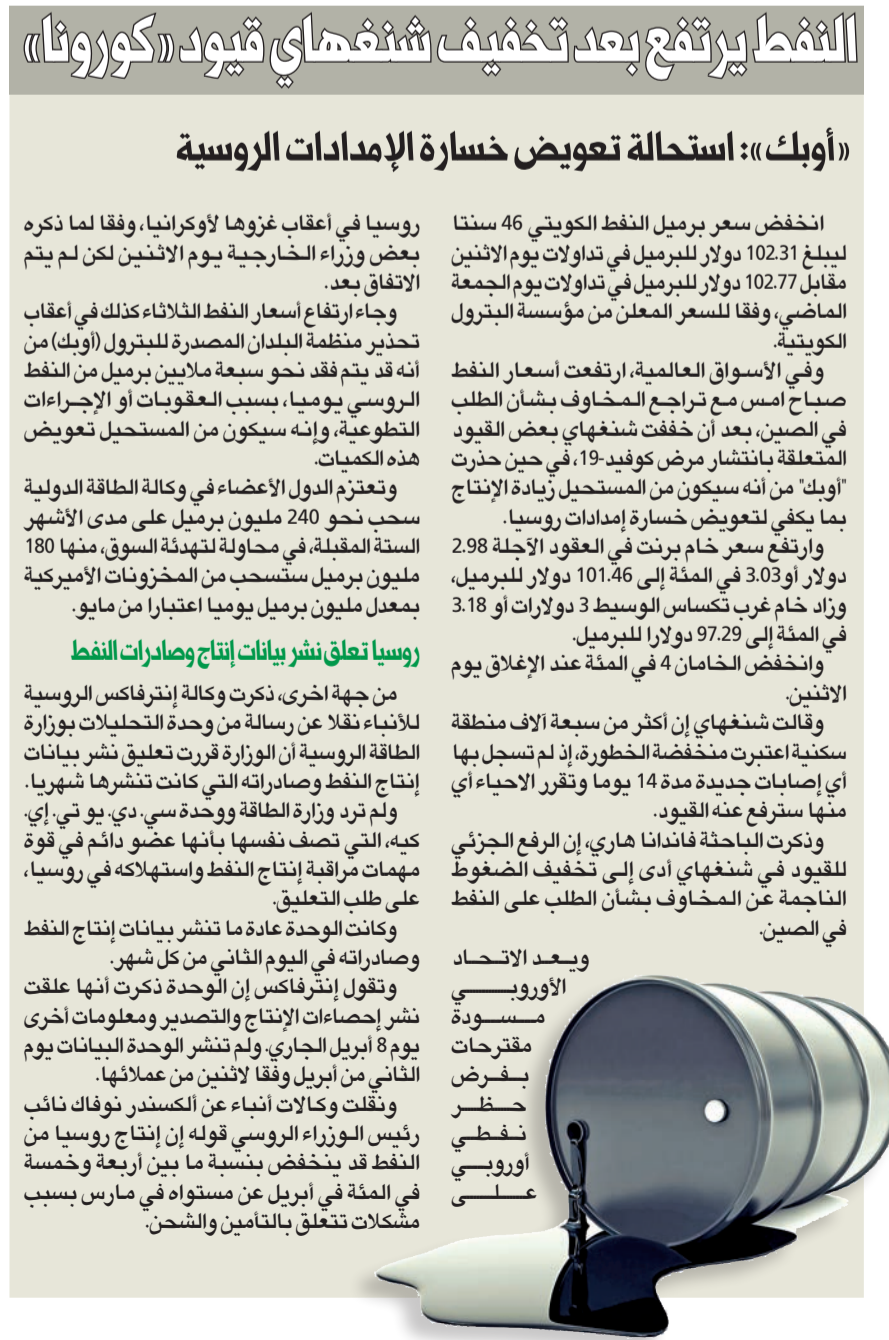 النفط يرتفع بعد تخفيف شنغهاي قيود «كورونا»
«أوبك»: استحالة تعويض خسارة الإمدادات الروسية
انخفض سعر برميل النفط الكويتي 46 سنتا
ليبلغ 102.31 دولار للبرميل في تداولات يوم الاثنين
مقابل 102.77 دولار للبرميل في تداولات يوم الجمعة
الماضي، وفقا للسعر المعلن من مؤسسة البترول
الكويتية.
وفي الأسواق العالمية، ارتفعت أسعار النفط
صباح امس مع تراجع المخاوف بشأن الطلب
في الصين، بعد أن خففت شنغهاي بعض القيود
المتعلقة بانتشار مرض كوفيد-19، في حين حذرت
"أوبك" من أنه سيكون من المستحيل زيادة الإنتاج
بما يكفي لتعويض خسارة إمدادات روسيا.
وارتفع سعر خام برنت في العقود الآجلة 2.98
دولار أو 3.03 في المئة إلى 101.46 دولار للبرميل،
وزاد خام غرب تكساس الوسيط 3 دولارات أو 3.18
في المئة إلى 97.29 دولارا للبرميل.
وانخفض الخامان 4 في المئة عند الإغلاق يوم
الاثنين.
وقالت شنغهاي إن أكثر من سبعة آلاف منطقة
سكنية اعتبرت منخفضة الخطورة، إذ لم تسجل بها
أي إصابات جديدة مدة 14 يوما وتقرر الاحياء أي
منها سترفع عنه القيود.
وذكرت الباحثة فاندانا هاري، إن الرفع الجزئي
للقيود في شنغهاي أدى إلى تخفيف الضغوط
الناجمة عن المخاوف بشأن الطلب على النفط
في الصين.
ويعد الاتحاد
الأوروبي
مسودة
مقترحات
بفرض
حظر
نفطي
أوروبي
على
روسيا في أعقاب غزوها لأوكرانيا، وفقا لما ذكره
بعض وزراء الخارجية يوم الاثنين لكن لم يتم
الاتفاق بعد.
وجاء ارتفاع أسعار النفط الثلاثاء كذلك في أعقاب
تحذير منظمة البلدان المصدرة للبترول (أوبك) من
أنه قد يتم فقد نحو سبعة ملايين برميل من النفط
الروسي يوميا، بسبب العقوبات أو الإجراءات
التطوعية، وإنه سيكون من المستحيل تعويض
هذه الكميات.
وتعتزم الدول الأعضاء في وكالة الطاقة الدولية
سحب نحو 240 مليون برميل على مدى الأشهر
الستة المقبلة، في محاولة لتهدئة السوق، منها 180
مليون برميل ستسحب من المخزونات الأميركية
بمعدل مليون برميل يوميا اعتبارا من مايو.
روسيا تعلق نشر بيانات إنتاج وصادرات النفط
من جهة اخرى، ذكرت وكالة إنترفاكس الروسية
للأنباء نقلا عن رسالة من وحدة التحليلات بوزارة
الطاقة الروسية أن الوزارة قررت تعليق نشر بيانات
إنتاج النفط وصادراته التي كانت تنشرها شهريا.
ولم ترد وزارة الطاقة ووحدة سي. دي. يو تي. إي.
كيه، التي تصف نفسها بأنها عضو دائم في قوة
مهمات مراقبة إنتاج النفط واستهلاكه في روسيا،
على طلب التعليق.
وكانت الوحدة عادة ما تنشر بيانات إنتاج النفط
وصادراته في اليوم الثاني من كل شهر.
وتقول إنترفاكس إن الوحدة ذكرت أنها علقت
نشر إحصاءات الإنتاج والتصدير ومعلومات أخرى
يوم 8 أبريل الجاري. ولم تنشر الوحدة البيانات يوم
الثاني من أبريل وفقا لاثنين من عملائها.
ونقلت وكالات أنباء عن ألكسندر نوفاك نائب
رئيس الوزراء الروسي قوله إن إنتاج روسيا من
النفط قد ينخفض بنسبة ما بين أربعة وخمسة
في المئة في أبريل عن مستواه في مارس بسبب
مشكلات تتعلق بالتأمين والشحن.